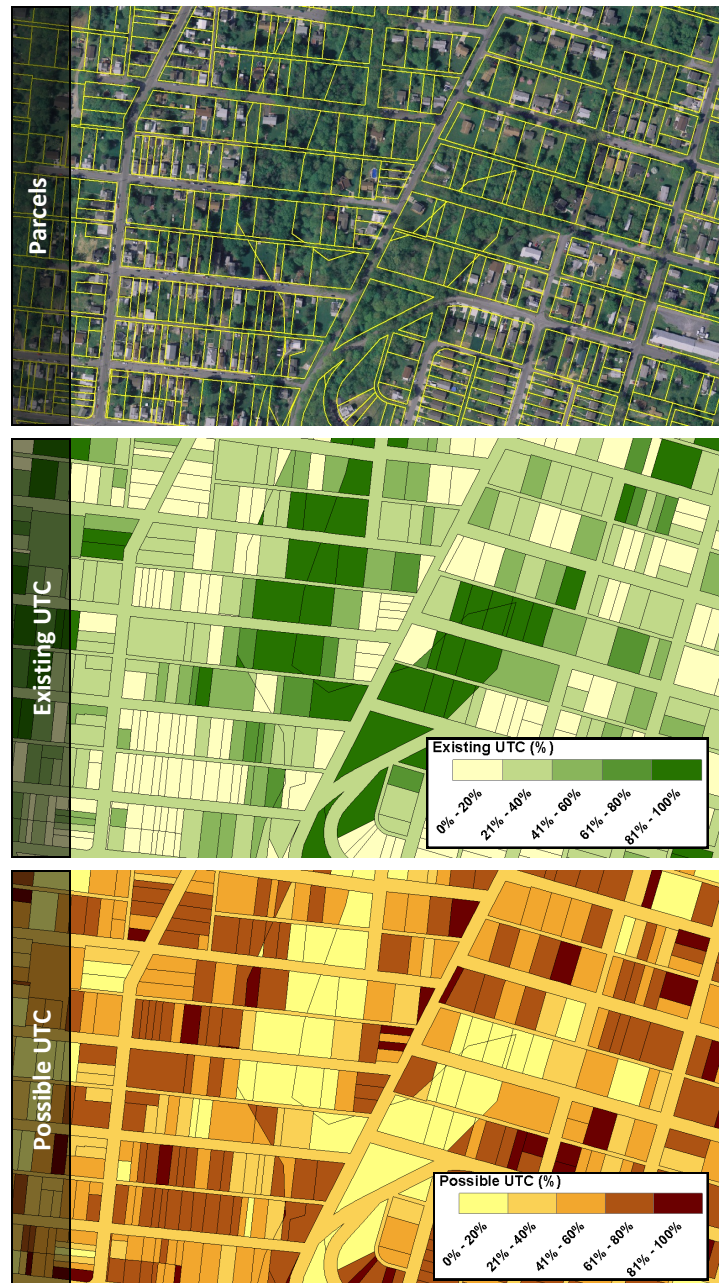 Parcels
Existing UTC
Existing UTC (%)
0% - 20%
21% - 40%
41% - 60%
61% - 80%
81% - 100%
Possible UTC
Possible UTC (%)
0% - 20%
21% - 40%
41% - 60%
61% - 80%
81% - 100%